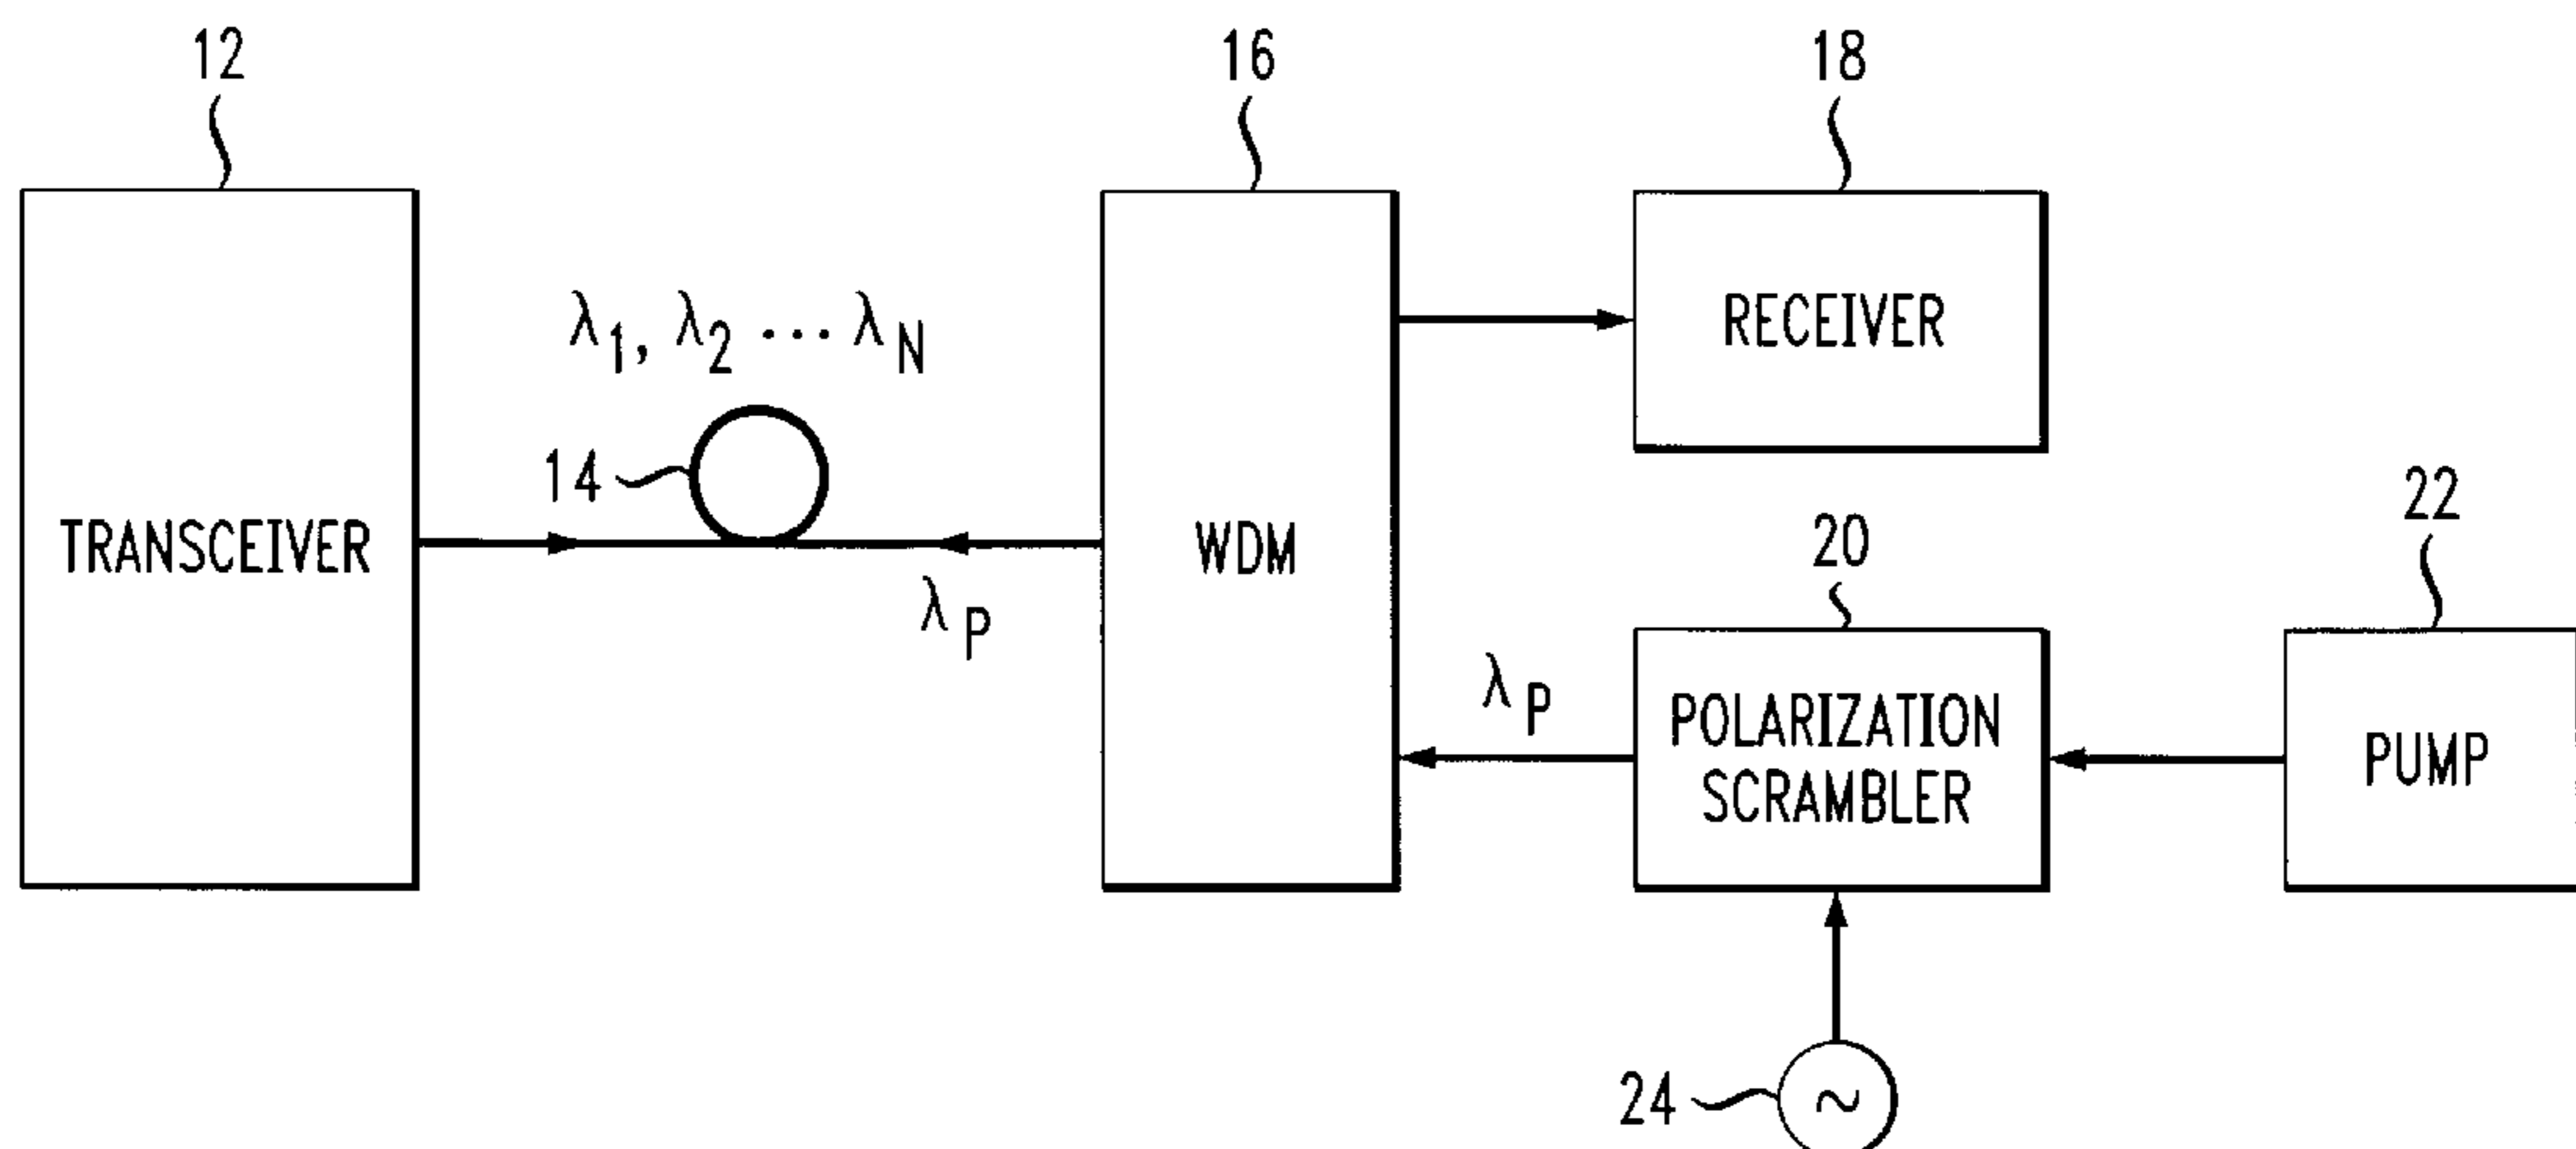 12
16
18
λ1, λ2 ··· λN
RECEIVER
14
22
TRANSCEIVER
WDM
20
λP
λP
POLARIZATION
SCRAMBLER
PUMP
24
~